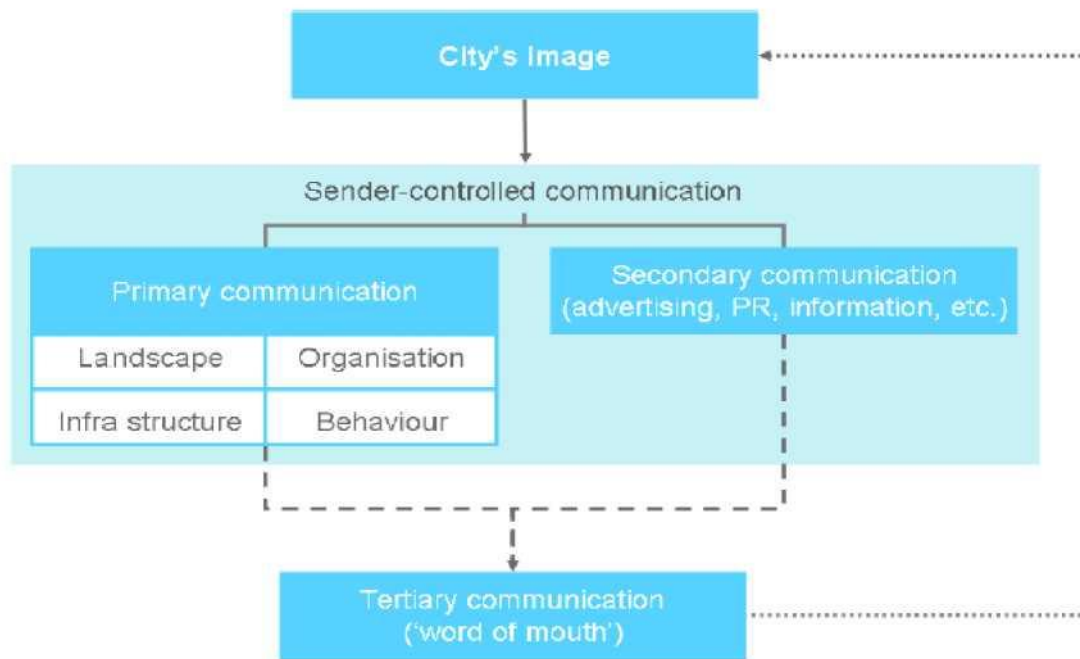 City's image
Sender-controlled communication
Primary communication
Landscape
Organisation
Infra structure
Behaviour
Secondary communication
(advertising, PR, information, etc.)
Tertiary communication
('word of mouth')